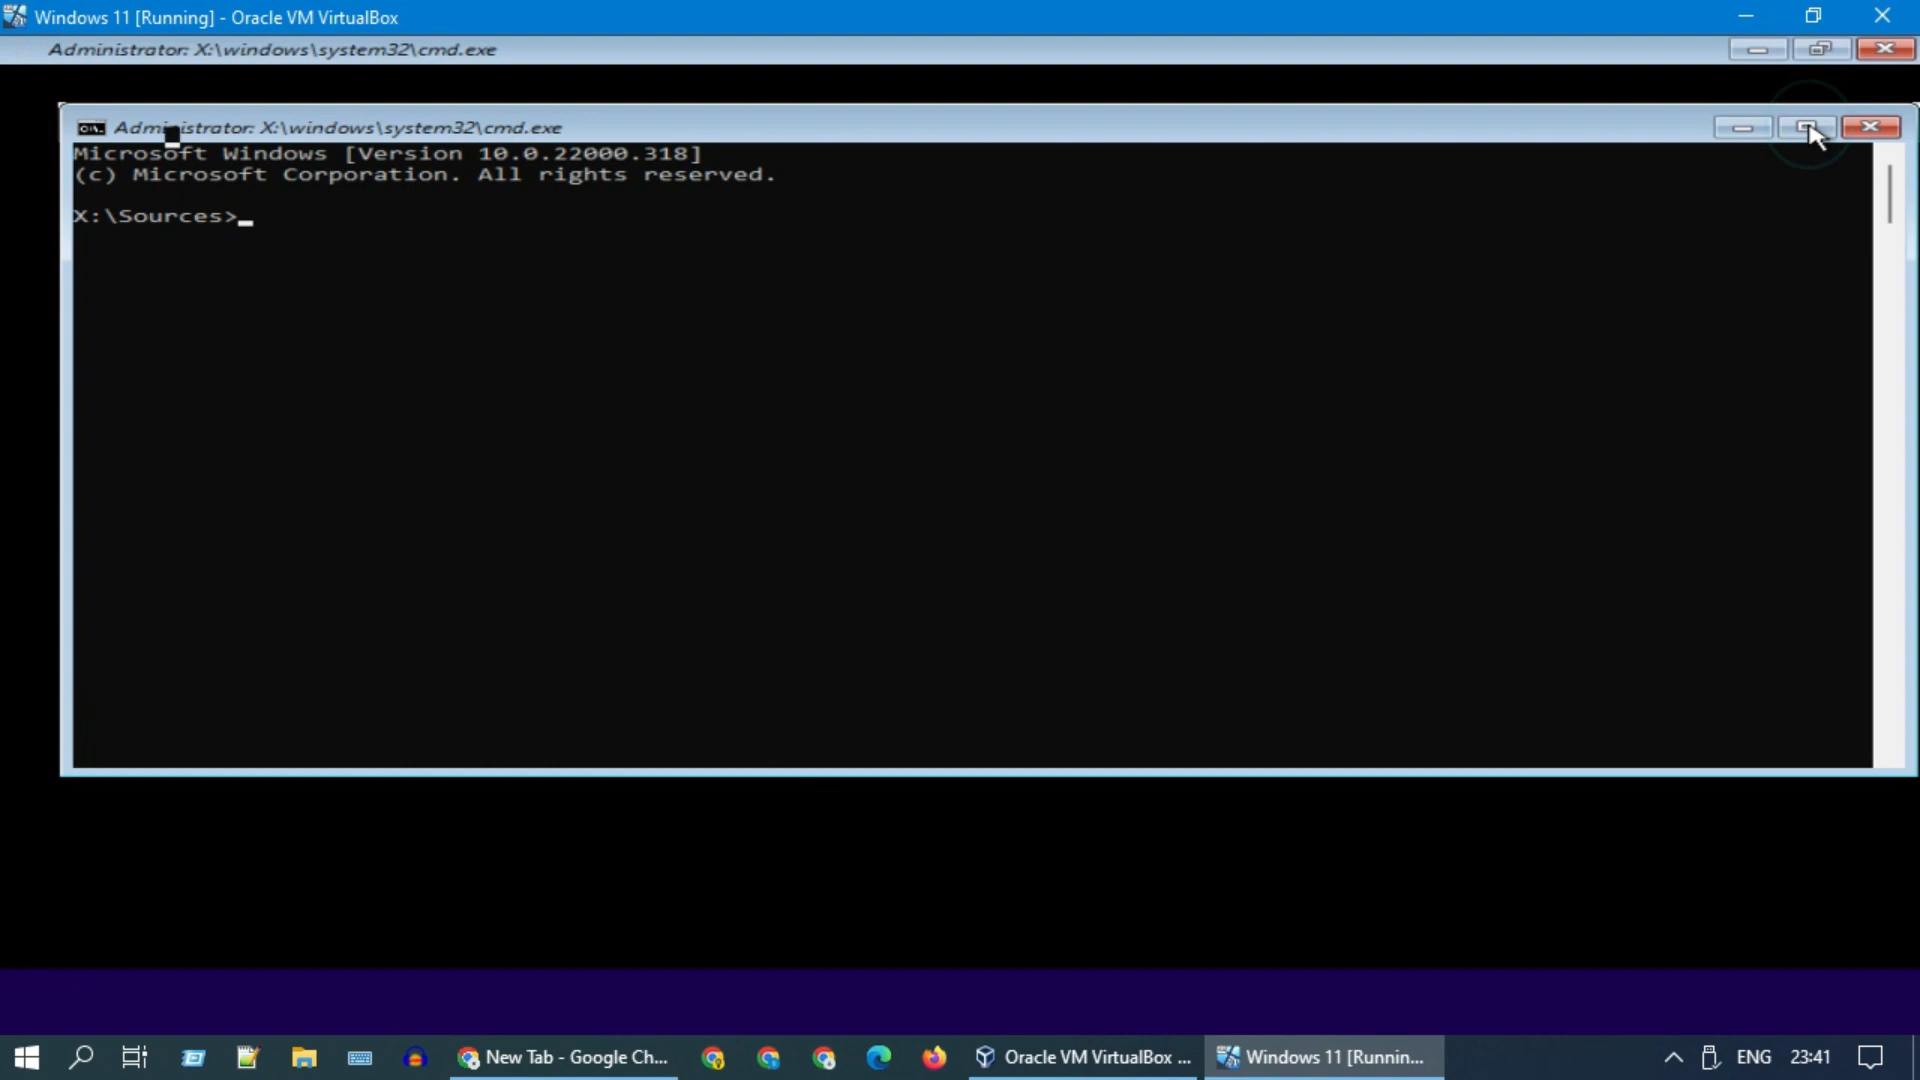 Windows 11 [Running] - Oracle VM VirtualBox
Administrator: X:\windows\system32\cmd.exe
Administrator: X:\windows\system32\cmd.exe
Microsoft Windows [Version 10.0.22000.318]
(c) Microsoft Corporation. All rights reserved.
X:\Sources>
New Tab - Google Ch...
Oracle VM VirtualBox ...
Windows 11 [Runnin...
ENG
23:41